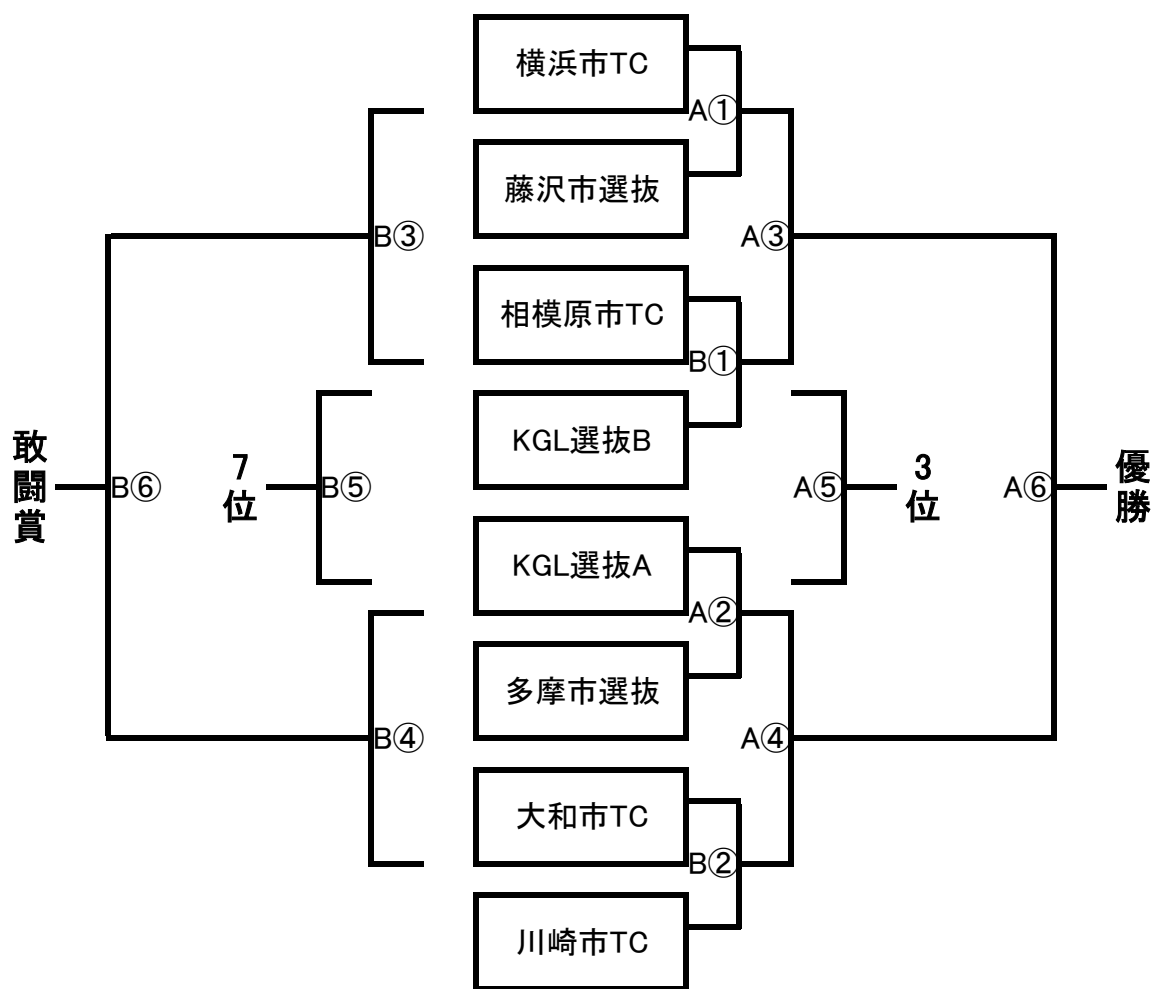 横浜市TC
A①
藤沢市選抜
B③
A③
相模原市TC
B①
KGL選抜B
敢闘賞
B⑥
7位
B⑤
A⑤
3位
A⑥
優勝
KGL選抜A
A②
多摩市選抜
B④
A④
大和市TC
B②
川崎市TC